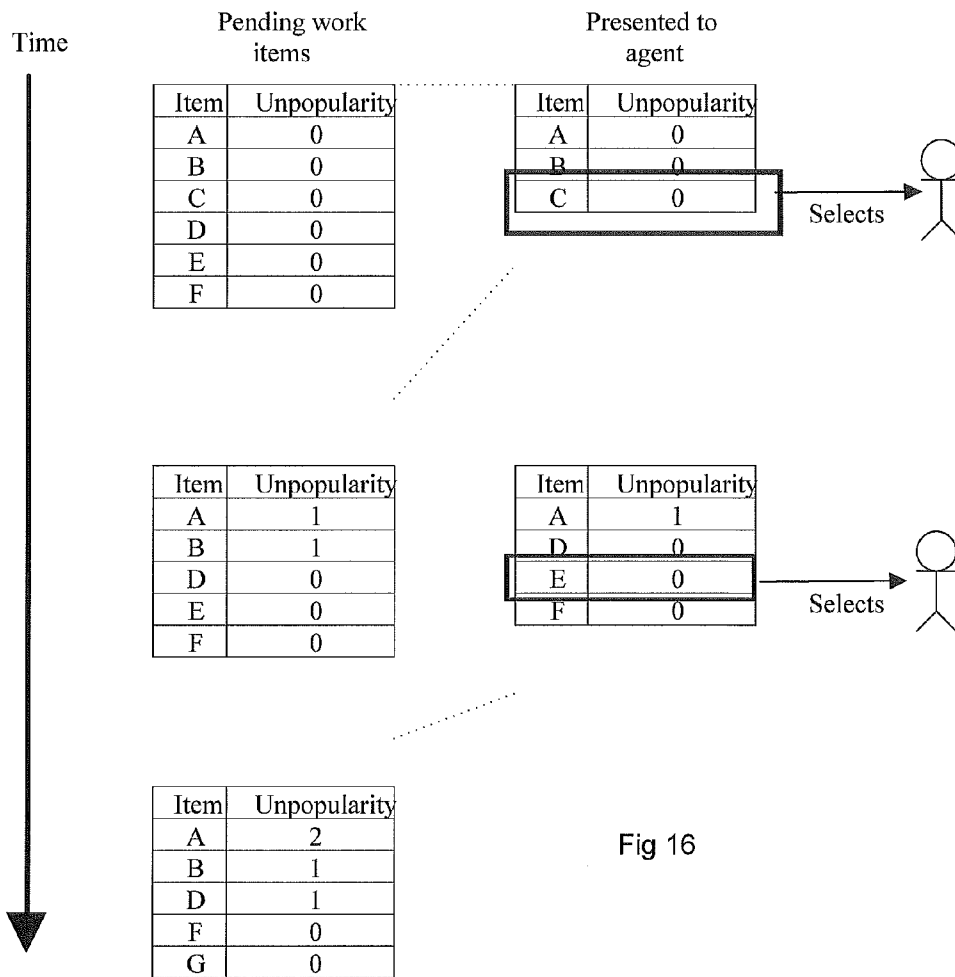 Time
Pending work
items
Presented to
agent
Item Unpopularity
A 0
B 0
C 0
D 0
E 0
F 0
Item Unpopularity
A 0
B 0
C 0
Selects
Item Unpopularity
A 1
B 1
D 0
E 0
F 0
Item Unpopularity
A 1
D 0
E 0
F 0
Selects
Item Unpopularity
A 2
B 1
D 1
F 0
G 0
Fig 16